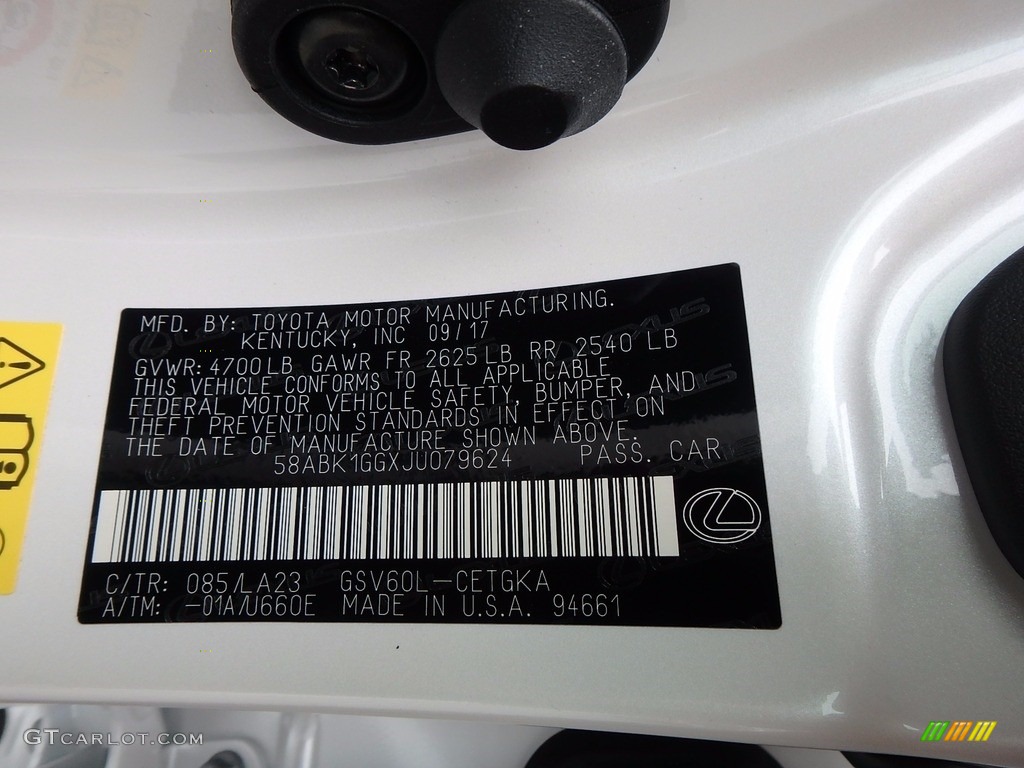 MFD. BY: TOYOTA MOTOR MANUFACTURING.
KENTUCKY, INC 09/17
GVWR: 4700LB GAWR FR 2625LB RR 2540 LB
THIS VEHICLE CONFORMS TO ALL APPLICABLE
FEDERAL MOTOR VEHICLE SAFETY, BUMPER, AND
THEFT PREVENTION STANDARDS IN EFFECT ON
THE DATE OF MANUFACTURE SHOWN ABOVE.
58ABK1GGXJU079624 PASS. CAR
C/TR: 085/LA23 GSV60L-CETGKA
A/TM: -01A/U660E MADE IN U.S.A. 94661
GTCARLOT.COM